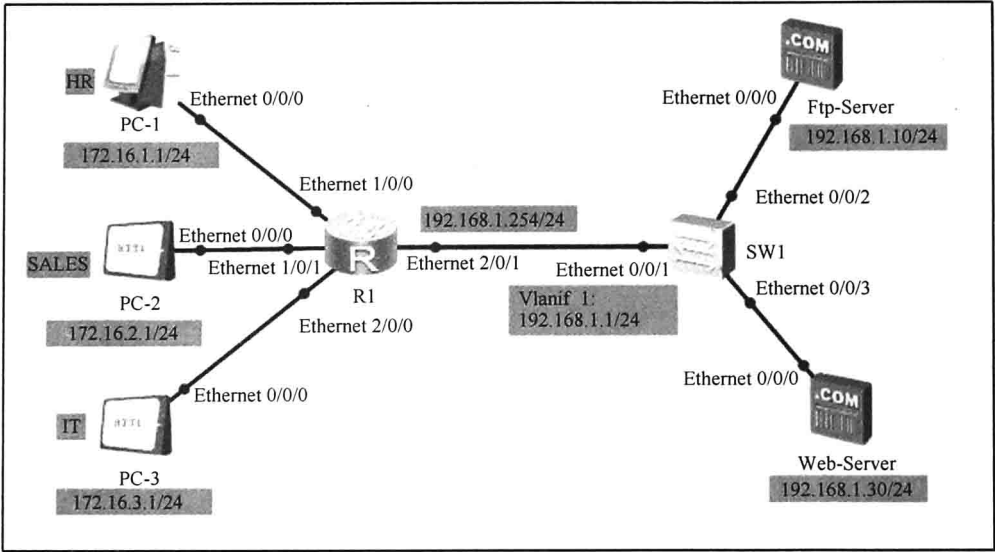 HR
Ethernet 0/0/0
PC-1
172.16.1.1/24
Ethernet 1/0/0
SALES
Ethernet 0/0/0
Ethernet 1/0/1
PC-2
172.16.2.1/24
R
R1
Ethernet 2/0/0
IT
Ethernet 0/0/0
PC-3
172.16.3.1/24
192.168.1.254/24
Ethernet 2/0/1
Ethernet 0/0/1
Vlanif 1:
192.168.1.1/24
SW1
.COM
Ethernet 0/0/0
Ftp-Server
192.168.1.10/24
Ethernet 0/0/2
Ethernet 0/0/3
Ethernet 0/0/0
.COM
Web-Server
192.168.1.30/24